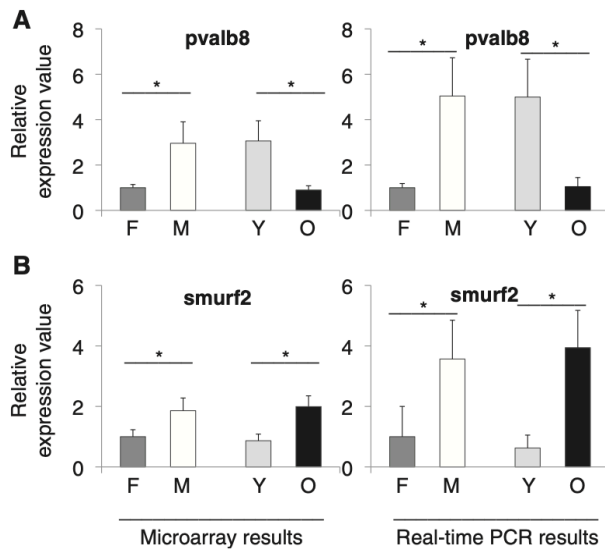 A
pvalb8
pvalb8
Relative
expression value
8
6
4
2
0
*
*
F M Y O
8
6
4
2
0
*
*
F M Y O
B
smurf2
smurf2
Relative
expression value
6
4
2
0
*
*
F M Y O
6
4
2
0
*
*
F M Y O
Microarray results
Real-time PCR results